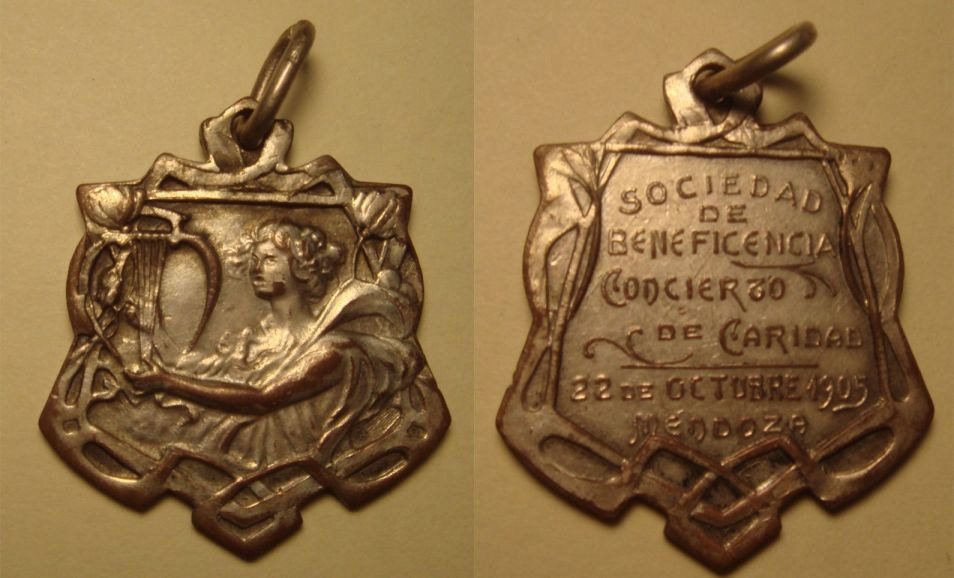 SOCIEDAD
DE
BENEFICENCIA
CONCIERTO
DE CARIDAD
22 DE OCTUBRE 1905
MENDOZA